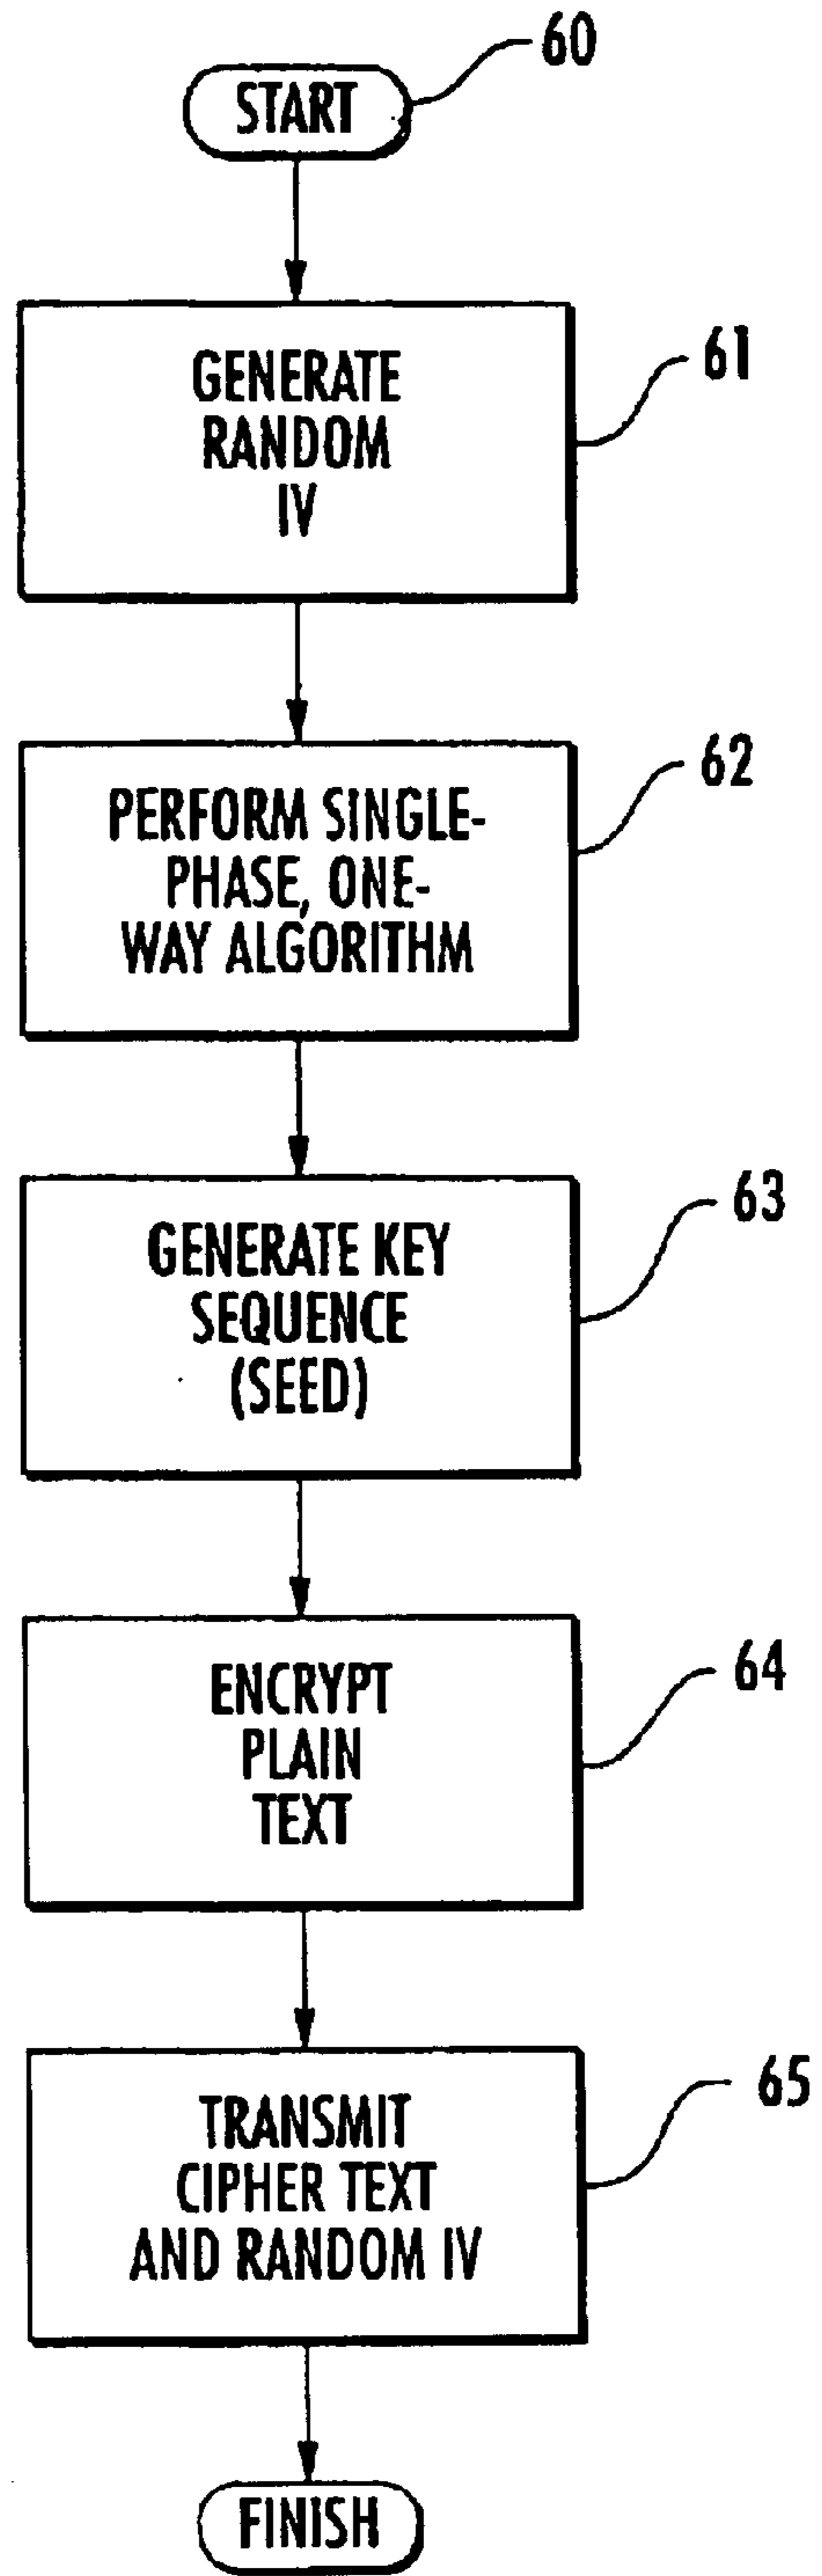 60
START
61
GENERATE
RANDOM
IV
62
PERFORM SINGLE-
PHASE, ONE-
WAY ALGORITHM
63
GENERATE KEY
SEQUENCE
(SEED)
64
ENCRYPT
PLAIN
TEXT
65
TRANSMIT
CIPHER TEXT
AND RANDOM IV
FINISH